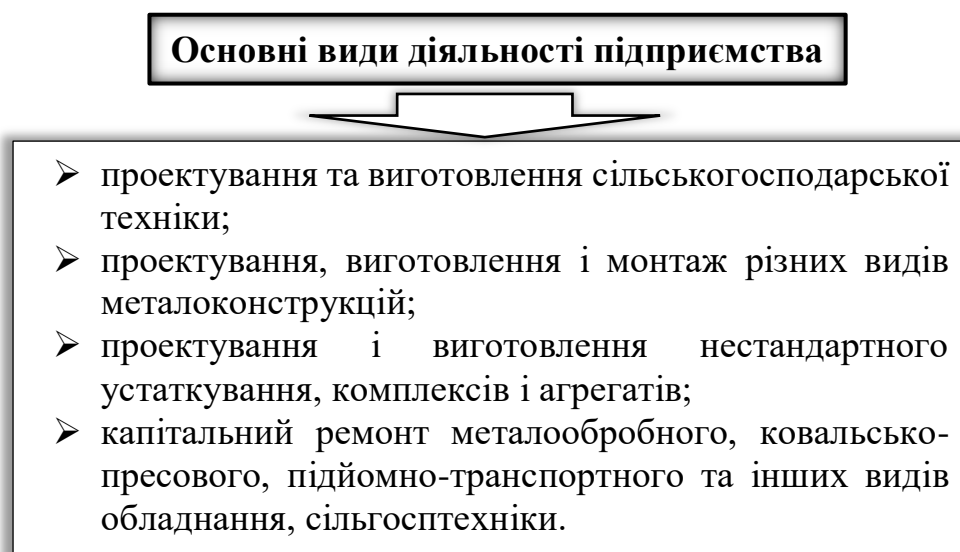 Основні види діяльності підприємства
➢ проектування та виготовлення сільськогосподарської
техніки;
➢ проектування, виготовлення і монтаж різних видів
металоконструкцій;
➢ проектування і виготовлення нестандартного
устаткування, комплексів і агрегатів;
➢ капітальний ремонт металообробного, ковальсько-
пресового, підйомно-транспортного та інших видів
обладнання, сільгосптехніки.